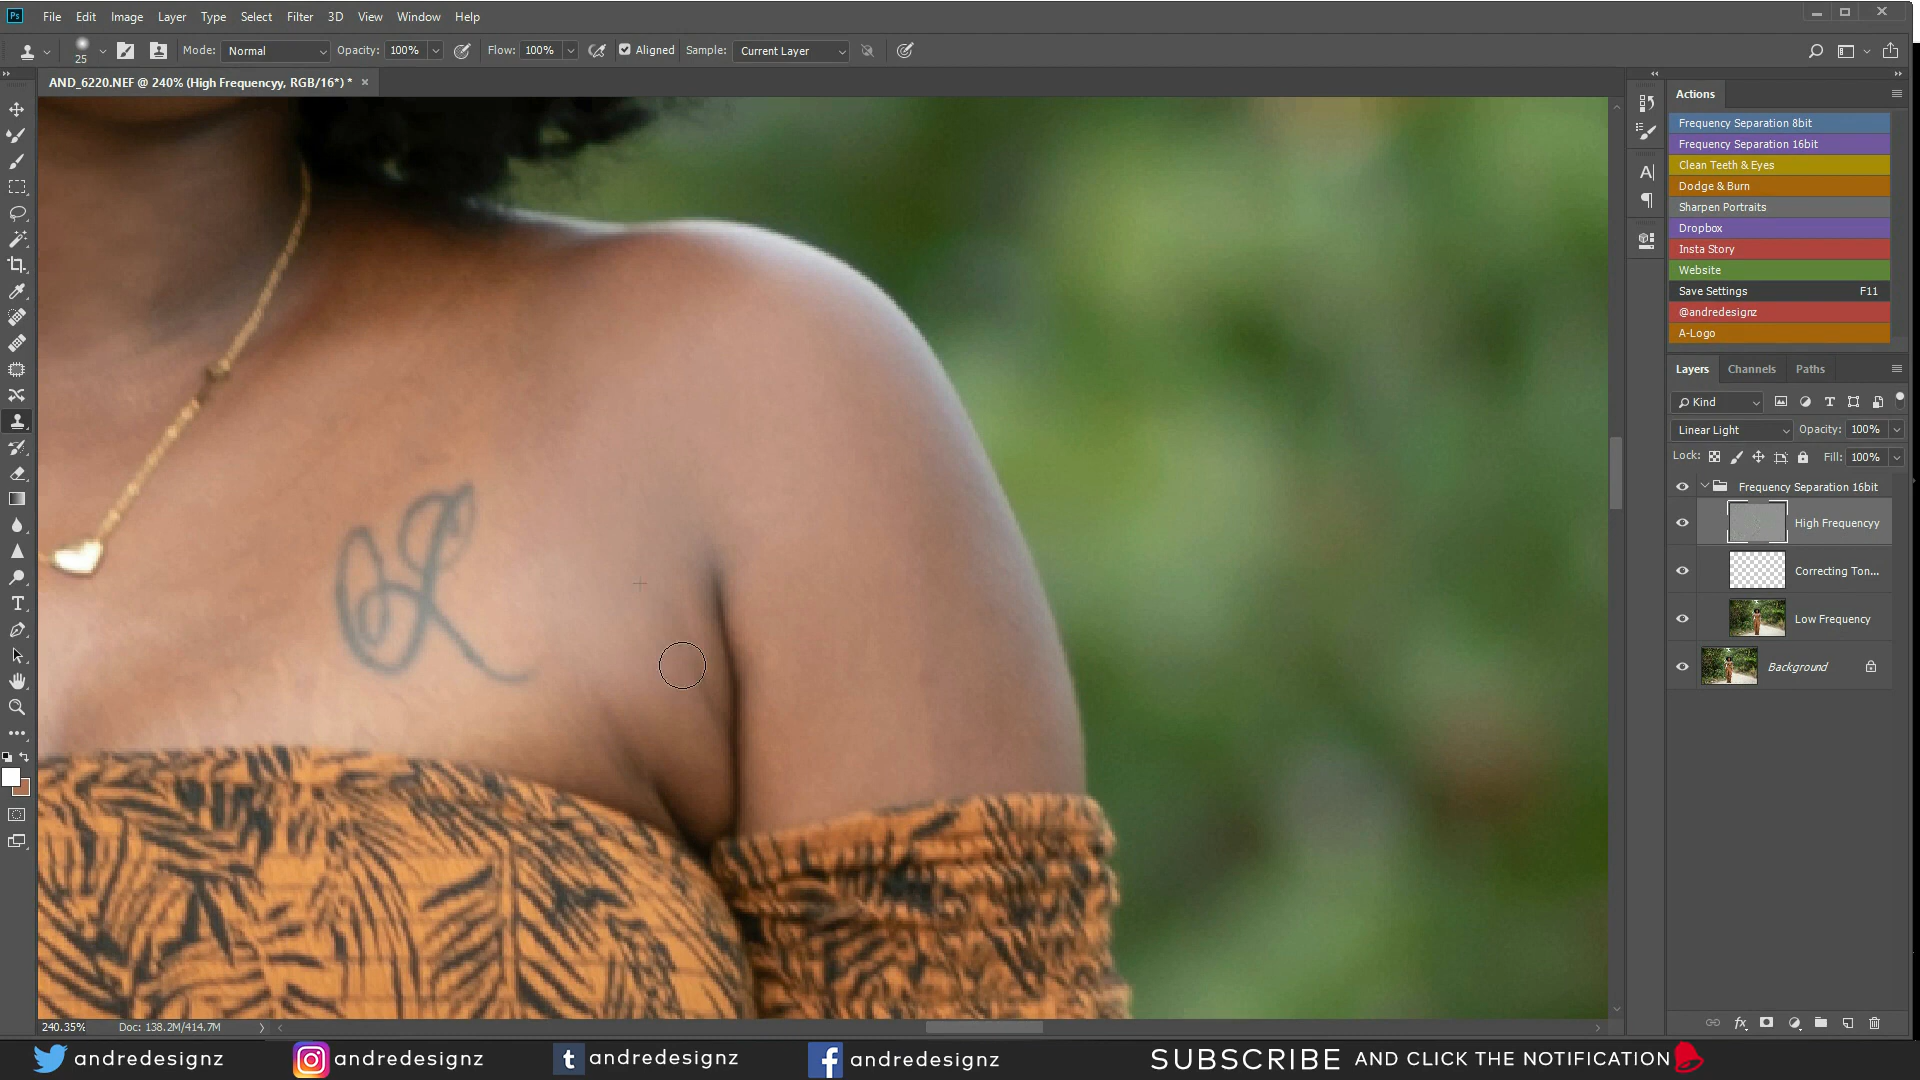 Ps File Edit Image Layer Type Select Filter 3D View Window Help
25 Mode: Normal Opacity: 100% Flow: 100% Aligned Sample: Current Layer
AND_6220.NEF @ 240% (High Frequencyy, RGB/16*) * ×
Actions
Frequency Separation 8bit
Frequency Separation 16bit
Clean Teeth & Eyes
Dodge & Burn
Sharpen Portraits
Dropbox
Insta Story
Website
Save Settings F11
@andredesignz
A-Logo
Layers Channels Paths
Kind
Linear Light Opacity: 100%
Lock: Fill: 100%
Frequency Separation 16bit
High Frequencyy
Correcting Ton...
Low Frequency
Background
240.35% Doc: 138.2M/414.7M
andredesignz andredesignz andredesignz andredesignz SUBSCRIBE AND CLICK THE NOTIFICATION